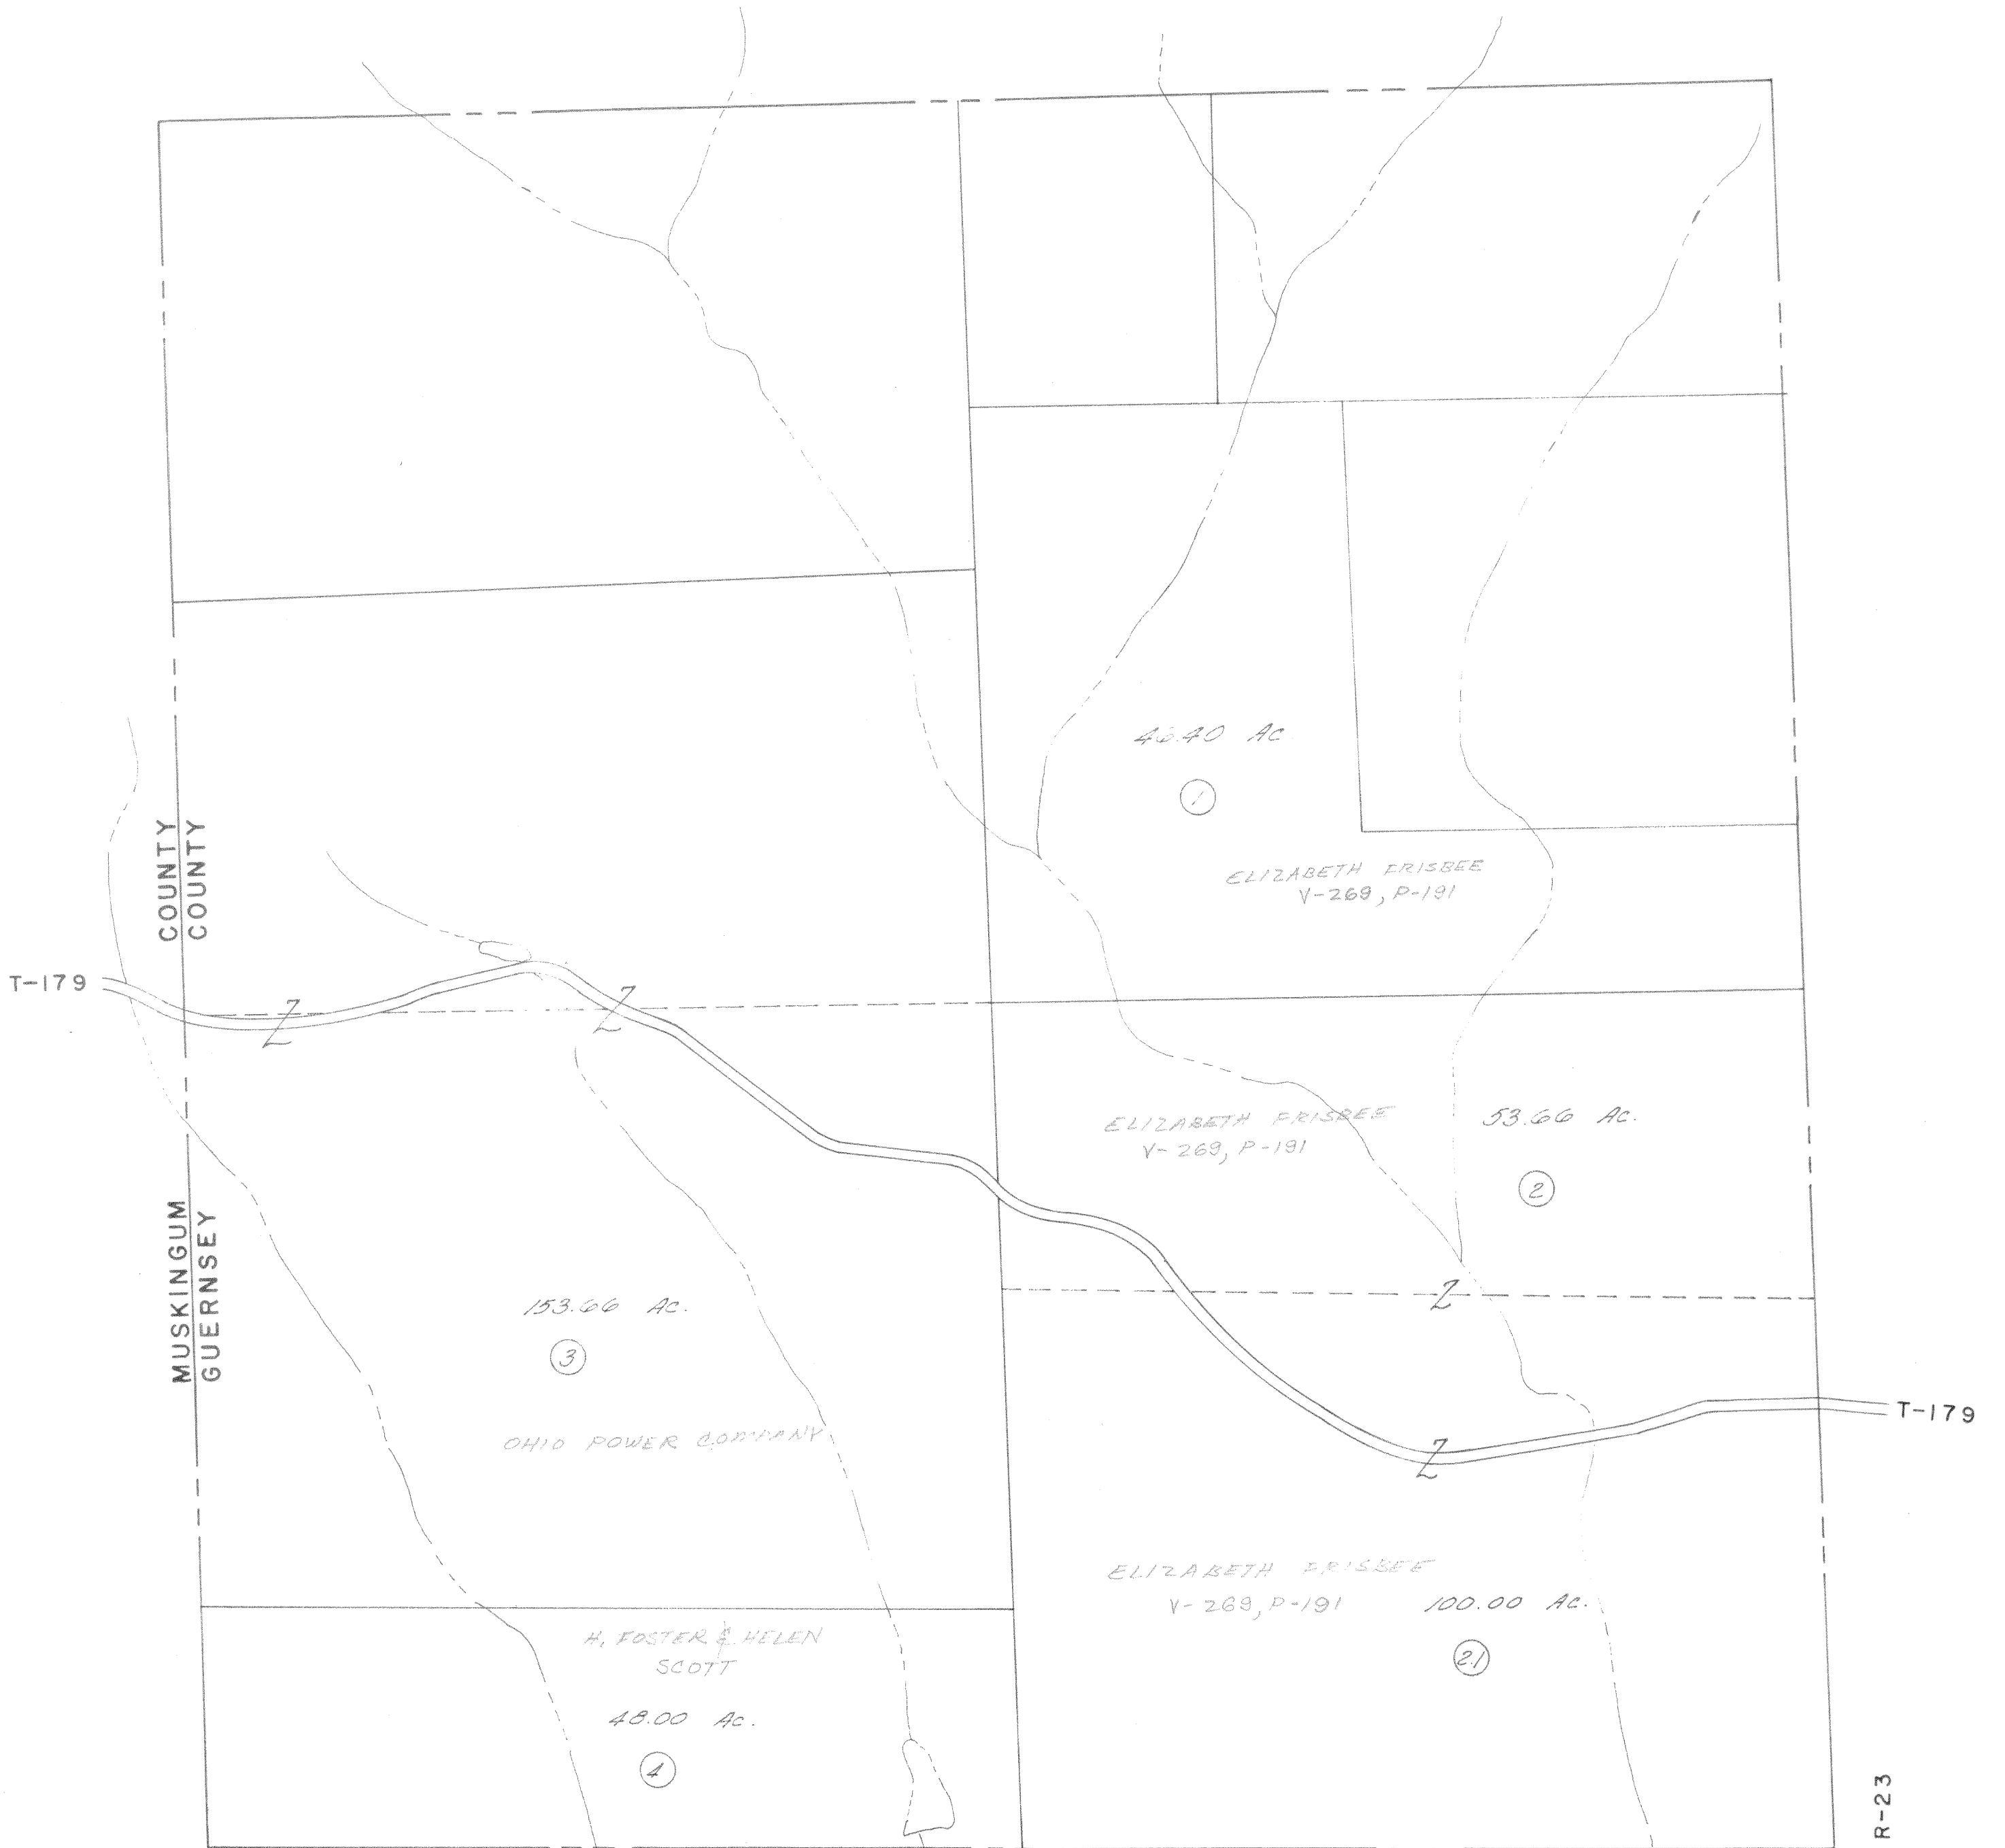 46.40 Ac.
1
ELIZABETH FRISBEE
V-269, P-191
COUNTY
COUNTY
T-179
Z
Z
ELIZABETH FRISBEE
V-269, P-191
53.66 Ac.
2
MUSKINGUM
GUERNSEY
Z
153.66 Ac.
3
OHIO POWER COMPANY
T-179
Z
ELIZABETH FRISBEE
V-269, P-191
100.00 Ac.
21
H. FOSTER & HELEN
SCOTT
48.00 Ac.
4
R-23